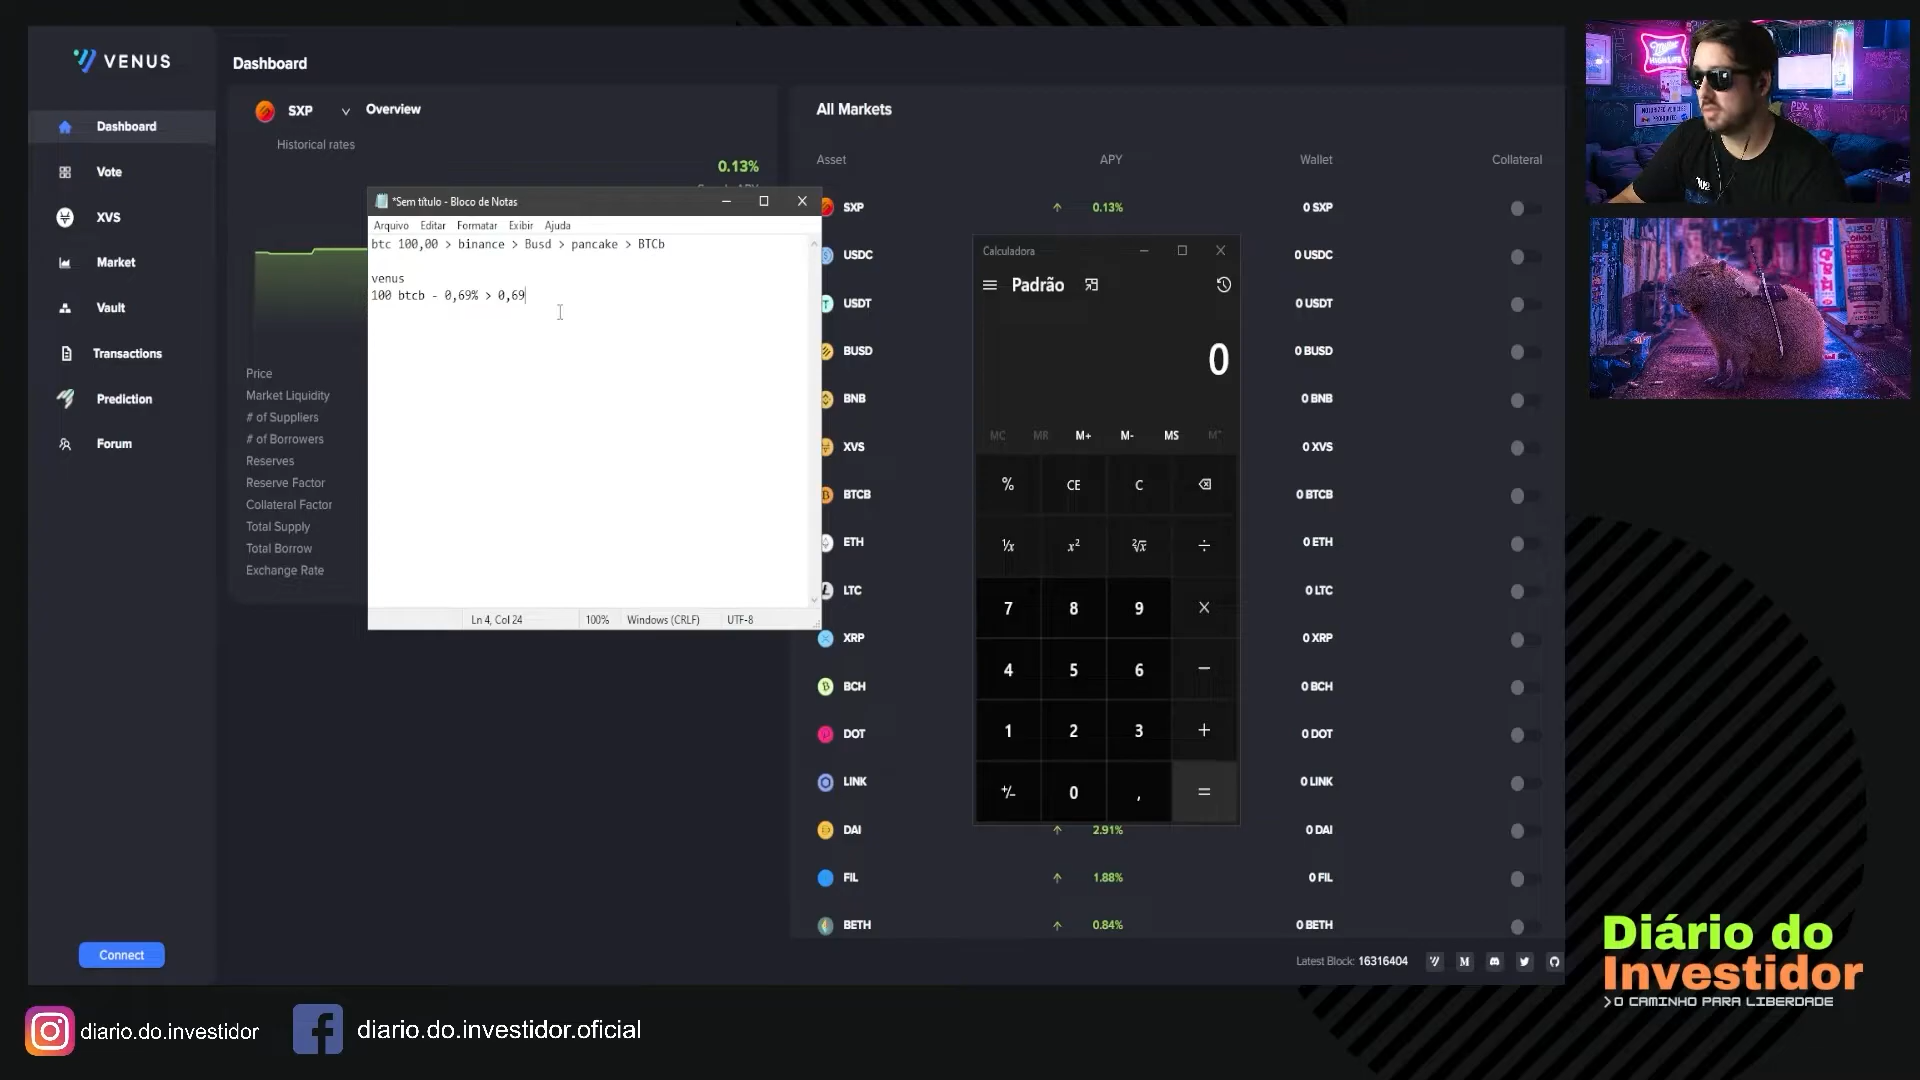 VENUS
Dashboard
Vote
XVS
Market
Vault
Transactions
Prediction
Forum
Connect
Dashboard
SXP
Overview
Historical rates
0.13%
Price
Market Liquidity
# of Suppliers
# of Borrowers
Reserves
Reserve Factor
Collateral Factor
Total Supply
Total Borrow
Exchange Rate
*Sem título - Bloco de Notas
Arquivo Editar Formatar Exibir Ajuda
btc 100,00 > binance > Busd > pancake > BTCb
venus
100 btcb - 0,69% > 0,69
Ln 4, Col 24 100% Windows (CRLF) UTF-8
All Markets
Asset APY Wallet Collateral
SXP 0.13% 0 SXP
USDC 0 USDC
USDT 0 USDT
BUSD 0 BUSD
BNB 0 BNB
XVS 0 XVS
BTCB 0 BTCB
ETH 0 ETH
LTC 0 LTC
XRP 0 XRP
BCH 0 BCH
DOT 0 DOT
LINK 0 LINK
DAI 2.91% 0 DAI
FIL 1.88% 0 FIL
BETH 0.84% 0 BETH
Latest Block: 16316404
Calculadora
Padrão
0
MC MR M+ M- MS M˅
% CE C
¹/x x² ²√x ÷
7 8 9 ×
4 5 6 −
1 2 3 +
+/- 0 , =
Miller
HIGH LIFE
Diário do
Investidor
>O CAMINHO PARA LIBERDADE
diario.do.investidor
diario.do.investidor.oficial